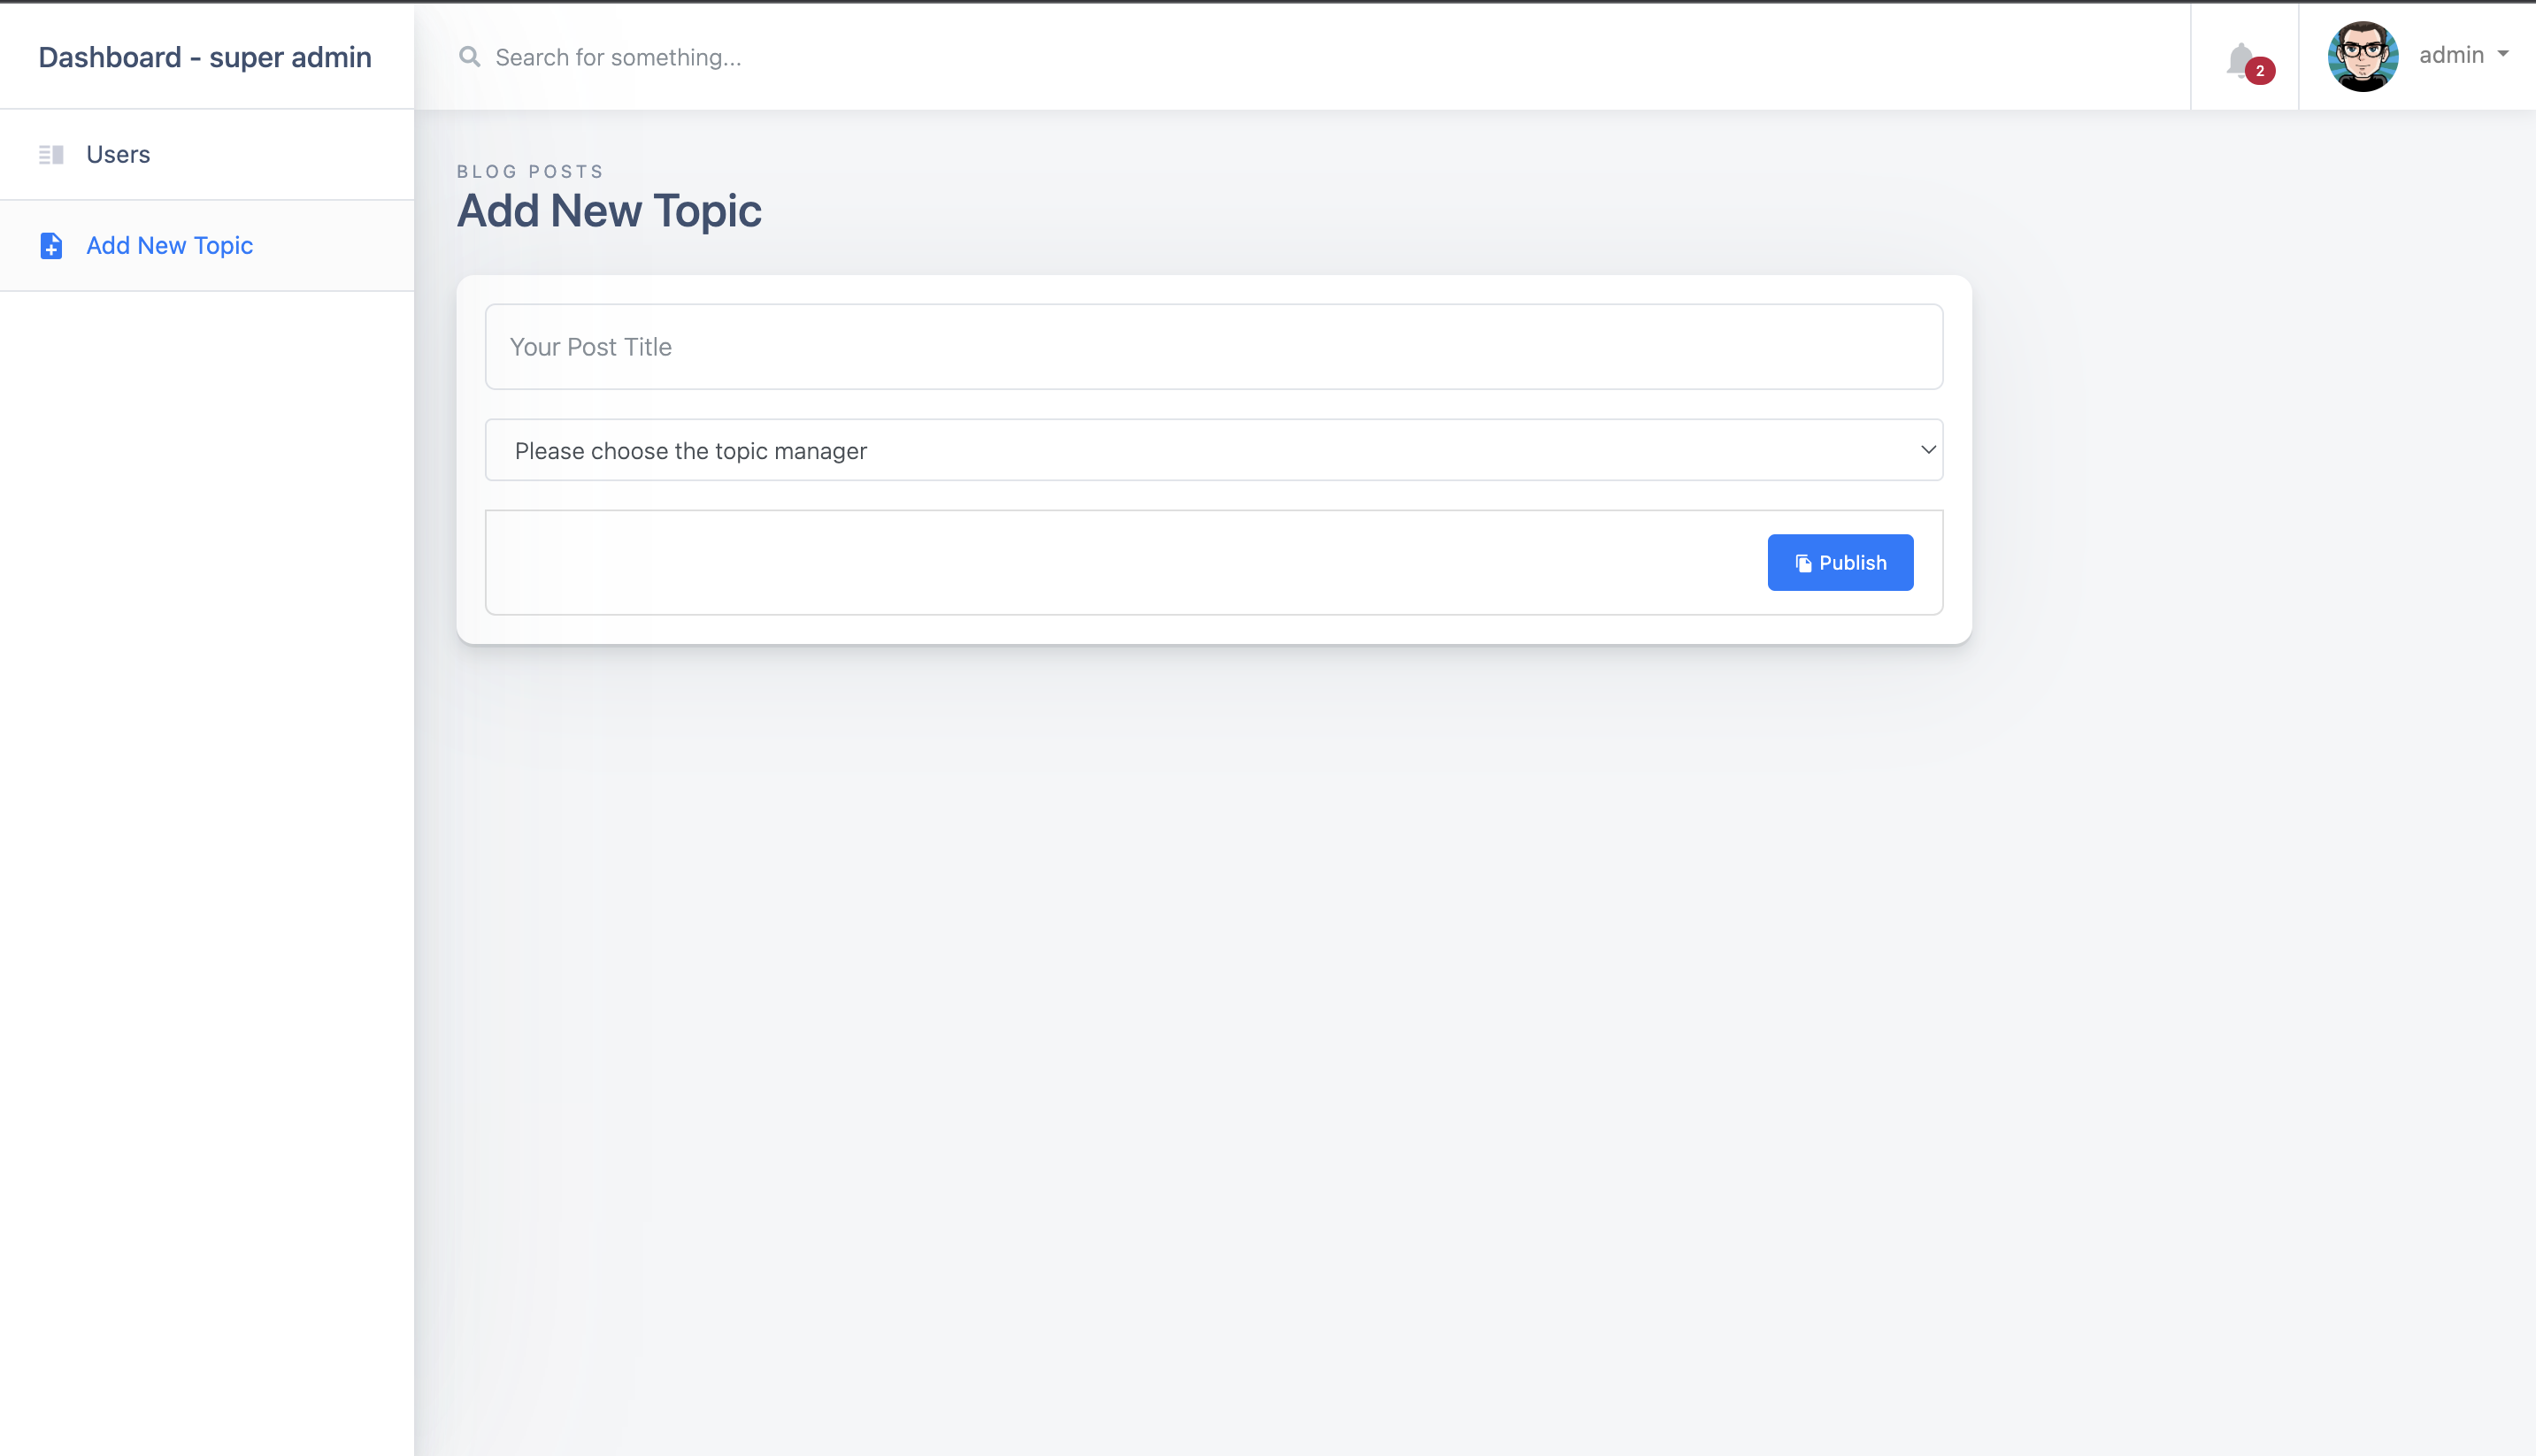 Dashboard - super admin
Search for something...
2
admin
Users
Add New Topic
BLOG POSTS
Add New Topic
Your Post Title
Please choose the topic manager
Publish